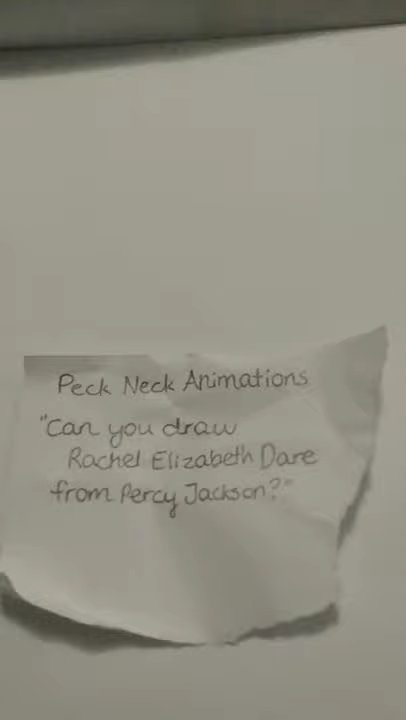 Peck Neck Animations
"Can you draw
Rachel Elizabeth Dare
from Percy Jackson?"